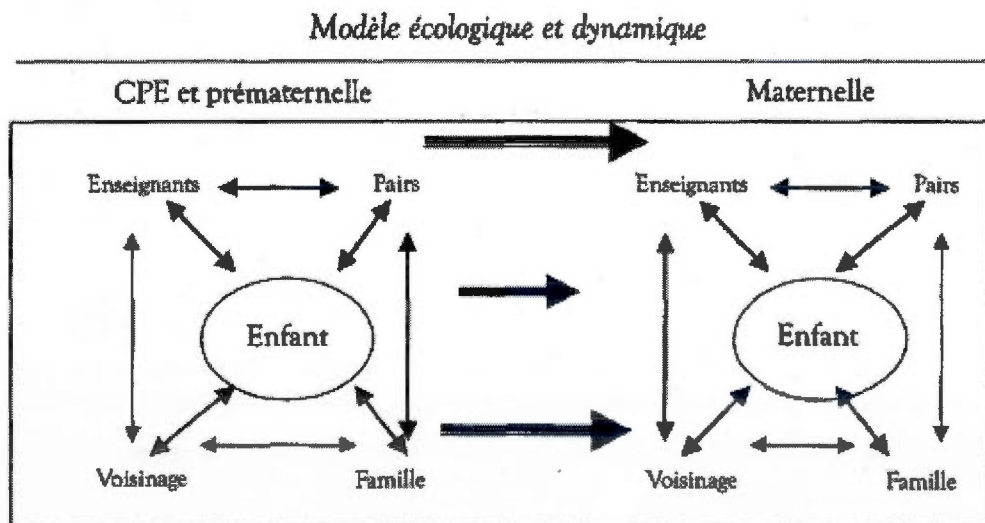 Modèle écologique et dynamique
CPE et prématernelle Maternelle
Enseignants Pairs Enseignants Pairs
Enfant Enfant
Voisinage Famille Voisinage Famille